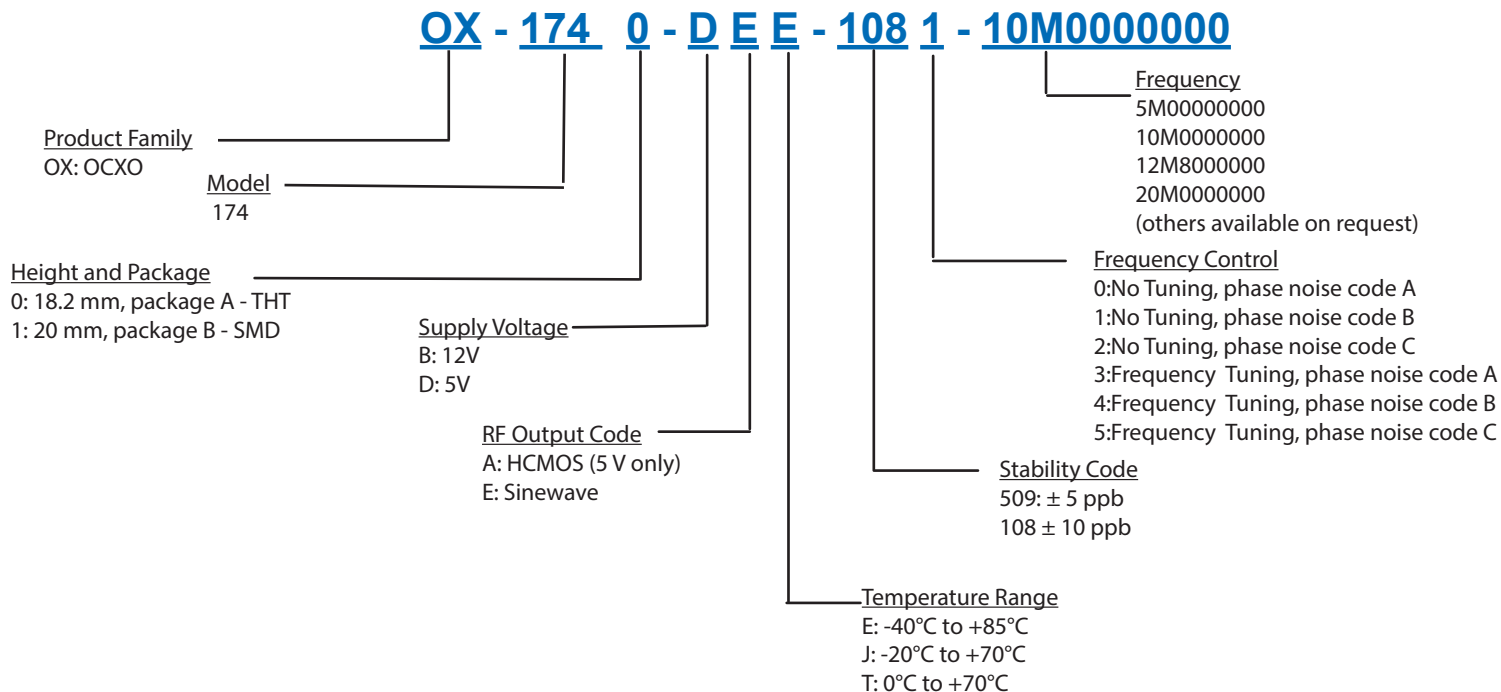 OX - 174 0 - D E E - 108 1 - 10M0000000
Frequency
5M00000000
10M0000000
12M8000000
20M0000000
(others available on request)
Product Family
OX: OCXO
Model
174
Height and Package
0: 18.2 mm, package A - THT
1: 20 mm, package B - SMD
Frequency Control
0:No Tuning, phase noise code A
1:No Tuning, phase noise code B
2:No Tuning, phase noise code C
3:Frequency Tuning, phase noise code A
4:Frequency Tuning, phase noise code B
5:Frequency Tuning, phase noise code C
Supply Voltage
B: 12V
D: 5V
RF Output Code
A: HCMOS (5 V only)
E: Sinewave
Stability Code
509: ± 5 ppb
108 ± 10 ppb
Temperature Range
E: -40°C to +85°C
J: -20°C to +70°C
T: 0°C to +70°C